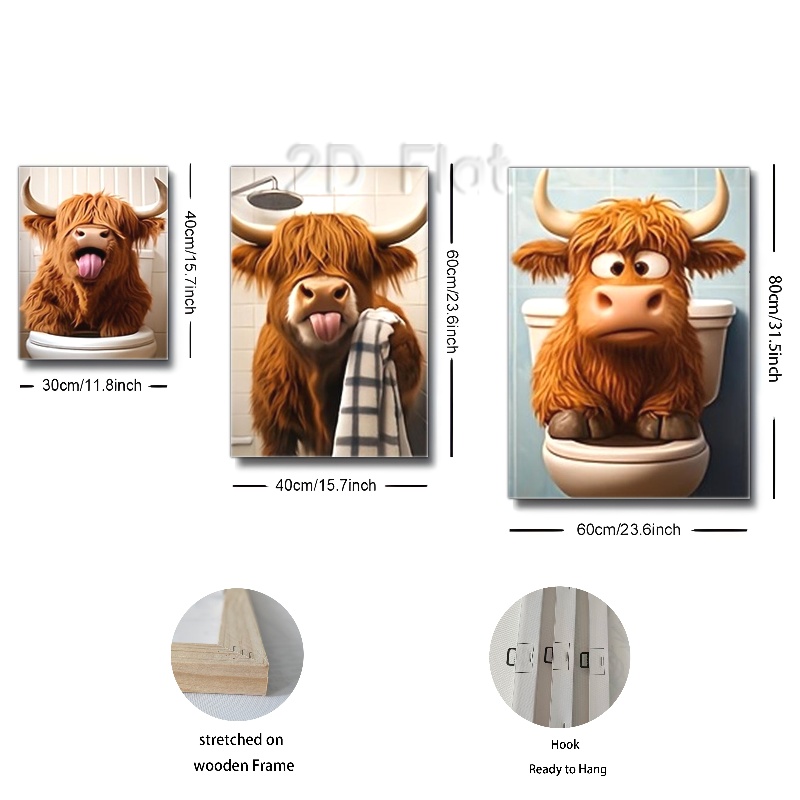 2D Flat
40cm/15.7inch
30cm/11.8inch
60cm/23.6inch
40cm/15.7inch
80cm/31.5inch
60cm/23.6inch
stretched on
wooden Frame
Hook
Ready to Hang